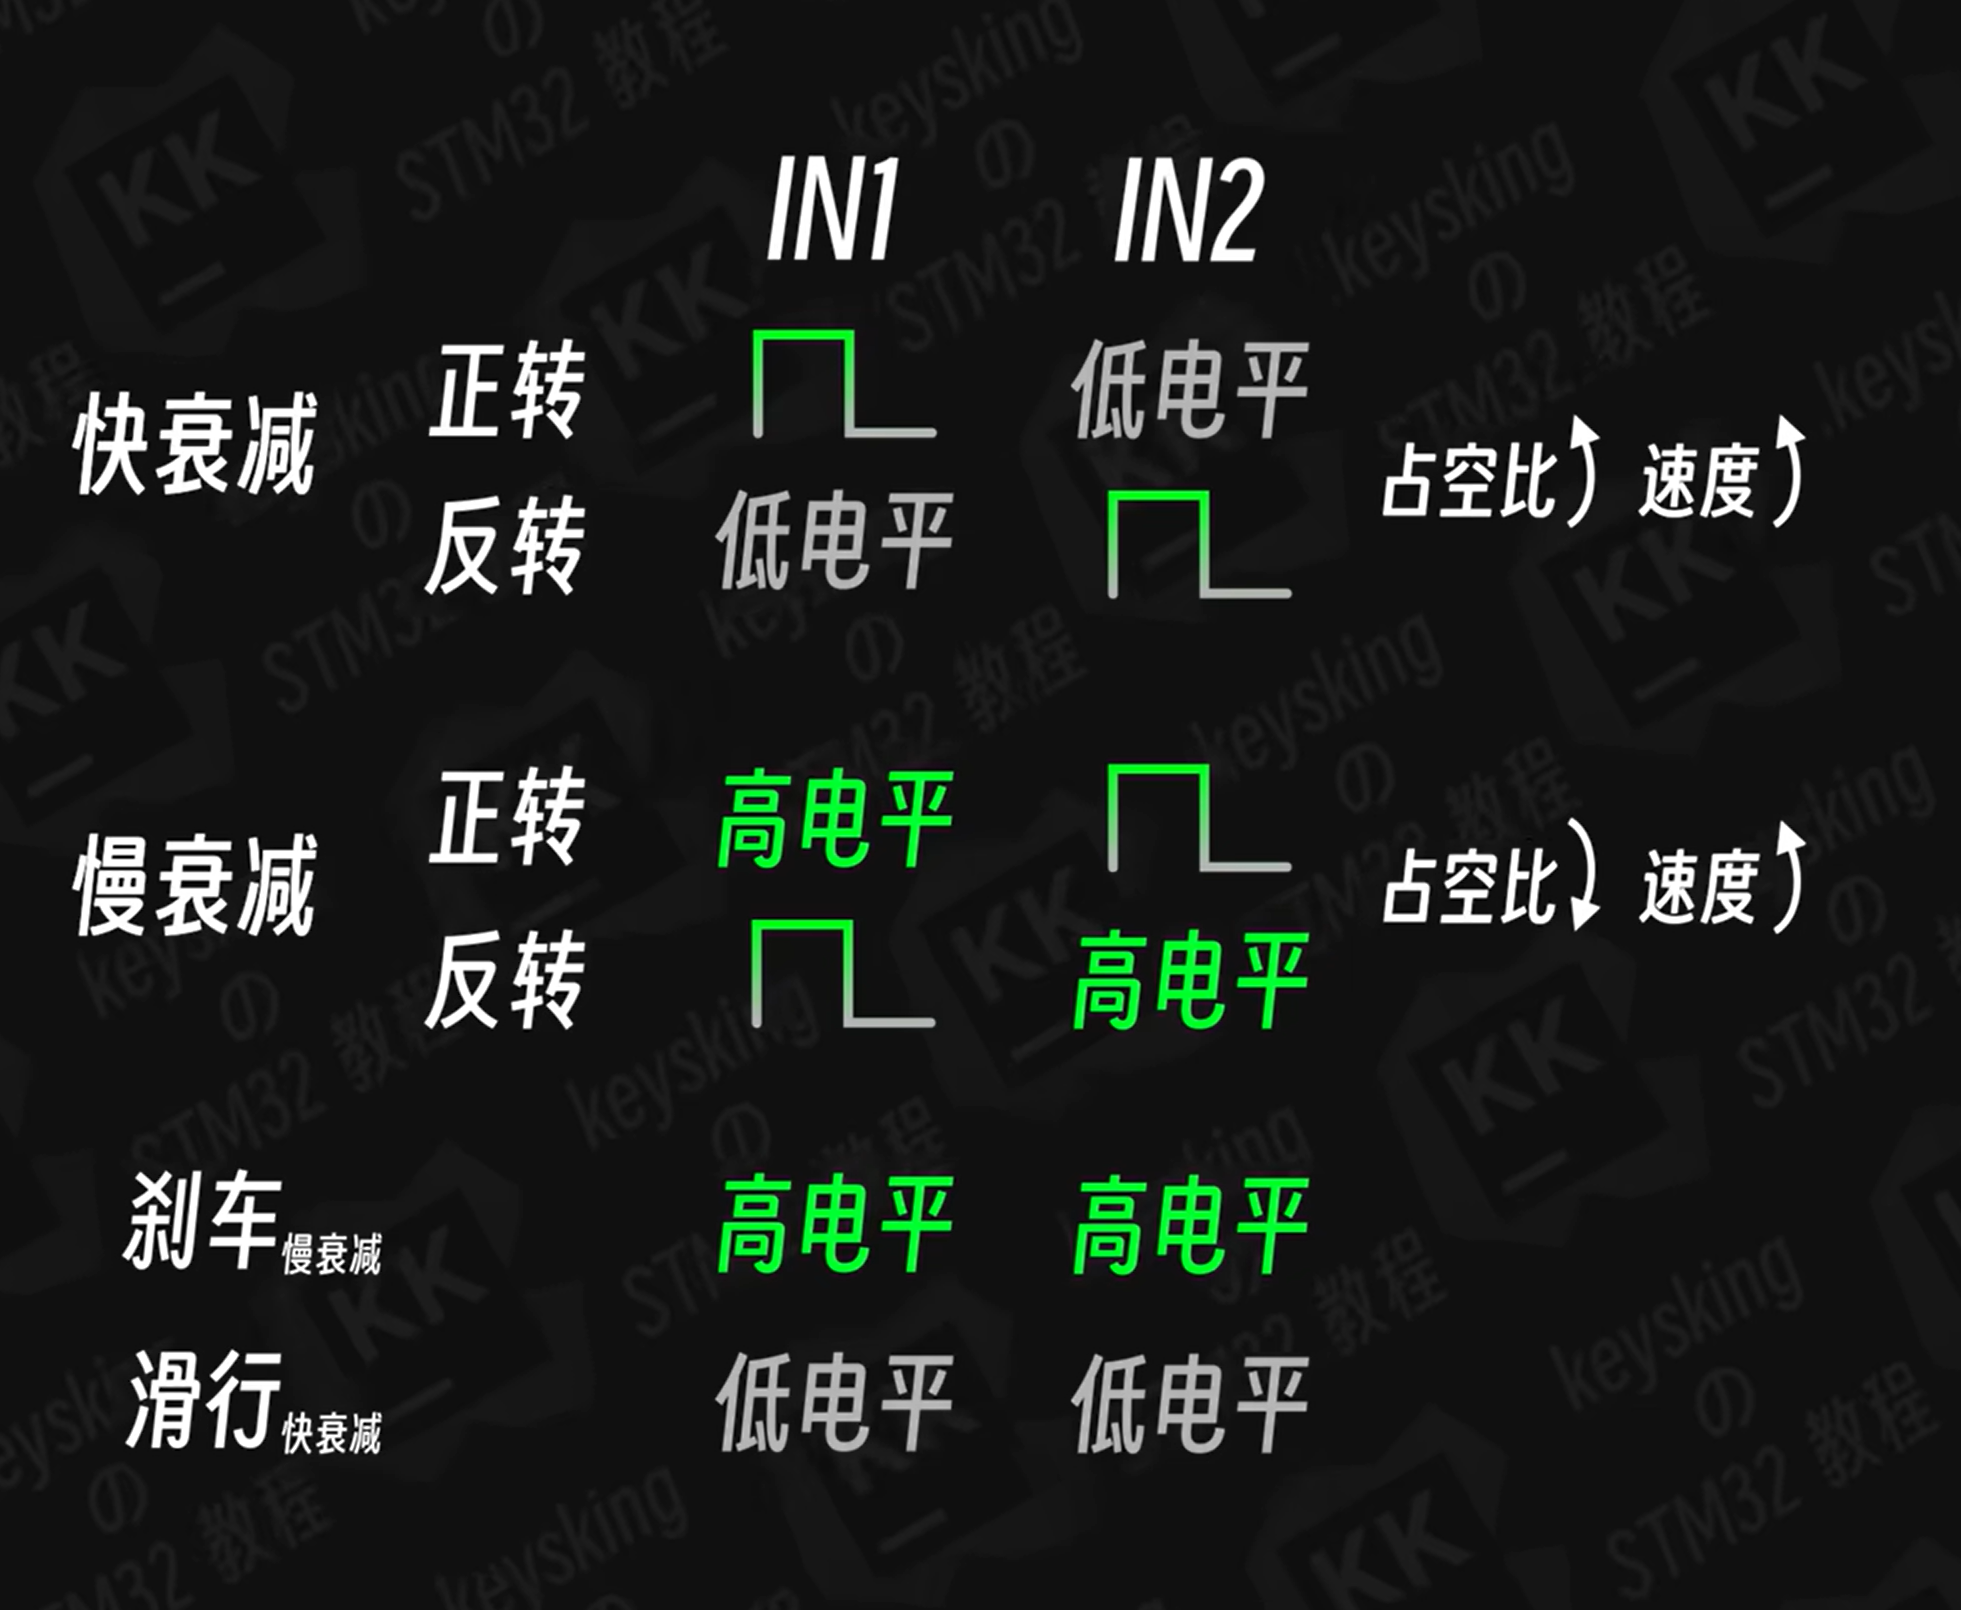 IN1 IN2
快衰减
正转 低电平
反转 低电平
占空比 速度
慢衰减
正转 高电平
反转 高电平
占空比 速度
刹车 慢衰减 高电平 高电平
滑行 快衰减 低电平 低电平
keysking
の
STM32 教程
KK